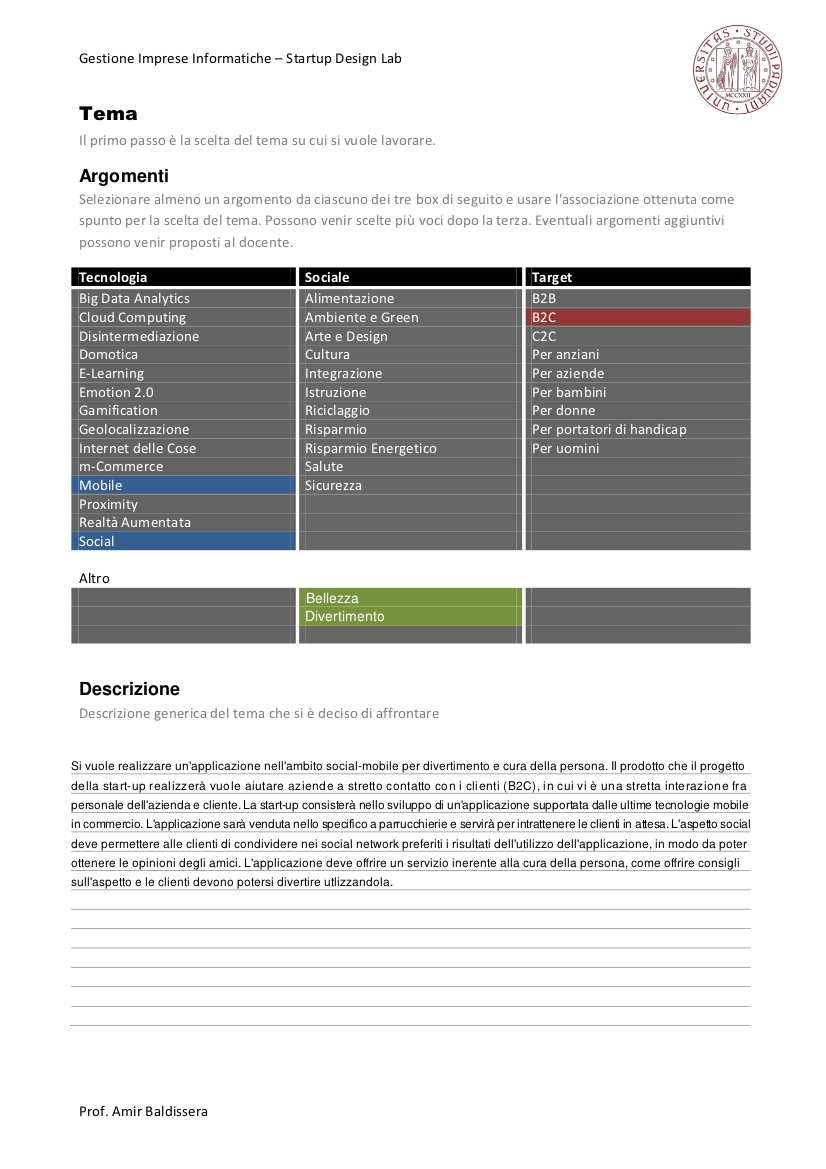 Gestione Imprese Informatiche – Startup Design Lab
UNIVERSITAS • STUDII PADUANI •
MCCXXII
Tema
Il primo passo è la scelta del tema su cui si vuole lavorare.
Argomenti
Selezionare almeno un argomento da ciascuno dei tre box di seguito e usare l'associazione ottenuta come
spunto per la scelta del tema. Possono venir scelte più voci dopo la terza. Eventuali argomenti aggiuntivi
possono venir proposti al docente.
Tecnologia Sociale Target
Big Data Analytics Alimentazione B2B
Cloud Computing Ambiente e Green B2C
Disintermediazione Arte e Design C2C
Domotica Cultura Per anziani
E-Learning Integrazione Per aziende
Emotion 2.0 Istruzione Per bambini
Gamification Riciclaggio Per donne
Geolocalizzazione Risparmio Per portatori di handicap
Internet delle Cose Risparmio Energetico Per uomini
m-Commerce Salute
Mobile Sicurezza
Proximity
Realtà Aumentata
Social
Altro
Bellezza
Divertimento
Descrizione
Descrizione generica del tema che si è deciso di affrontare
Si vuole realizzare un'applicazione nell'ambito social-mobile per divertimento e cura della persona. Il prodotto che il progetto
della start-up realizzerà vuole aiutare aziende a stretto contatto con i clienti (B2C), in cui vi è una stretta interazione fra
personale dell'azienda e cliente. La start-up consisterà nello sviluppo di un'applicazione supportata dalle ultime tecnologie mobile
in commercio. L'applicazione sarà venduta nello specifico a parrucchierie e servirà per intrattenere le clienti in attesa. L'aspetto social
deve permettere alle clienti di condividere nei social network preferiti i risultati dell'utilizzo dell'applicazione, in modo da poter
ottenere le opinioni degli amici. L'applicazione deve offrire un servizio inerente alla cura della persona, come offrire consigli
sull'aspetto e le clienti devono potersi divertire utlizzandola.
Prof. Amir Baldissera